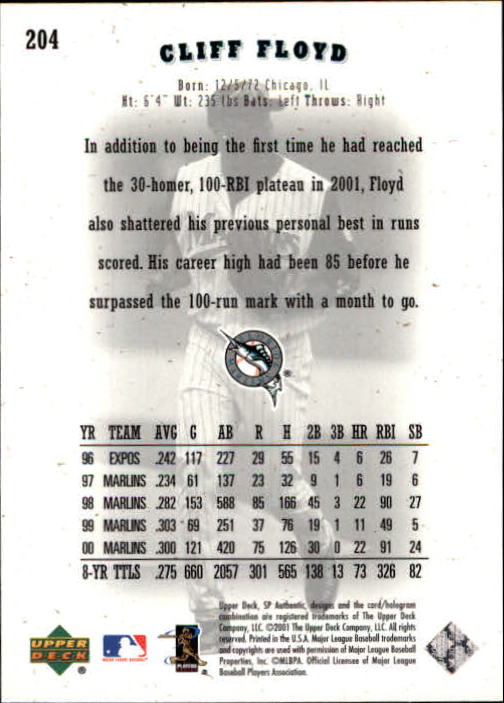 204
CLIFF FLOYD
Born: 12/5/72 Chicago, IL
Ht: 6'4" Wt: 235 lbs Bats: Left Throws: Right
In addition to being the first time he had reached
the 30-homer, 100-RBI plateau in 2001, Floyd
also shattered his previous personal best in runs
scored. His career high had been 85 before he
surpassed the 100-run mark with a month to go.
YR TEAM AVG G AB R H 2B 3B HR RBI SB
96 EXPOS .242 117 227 29 55 15 4 6 26 7
97 MARLINS .234 61 137 23 32 9 1 6 19 6
98 MARLINS .282 153 588 85 166 45 3 22 90 27
99 MARLINS .303 69 251 37 76 19 1 11 49 5
00 MARLINS .300 121 420 75 126 30 0 22 91 24
8-YR TTLS .275 660 2057 301 565 138 13 73 326 82
Upper Deck, SP Authentic, designs and the card/hologram
combination are registered trademarks of The Upper Deck
Company, LLC. ©2001 The Upper Deck Company, LLC. All rights
reserved. Printed in the U.S.A. Major League Baseball trademarks
and copyrights are used with permission of Major League Baseball
Properties, Inc. ©MLBPA. Official Licensee of Major League
Baseball Players Association.
UPPER
DECK
®
PLAYERS